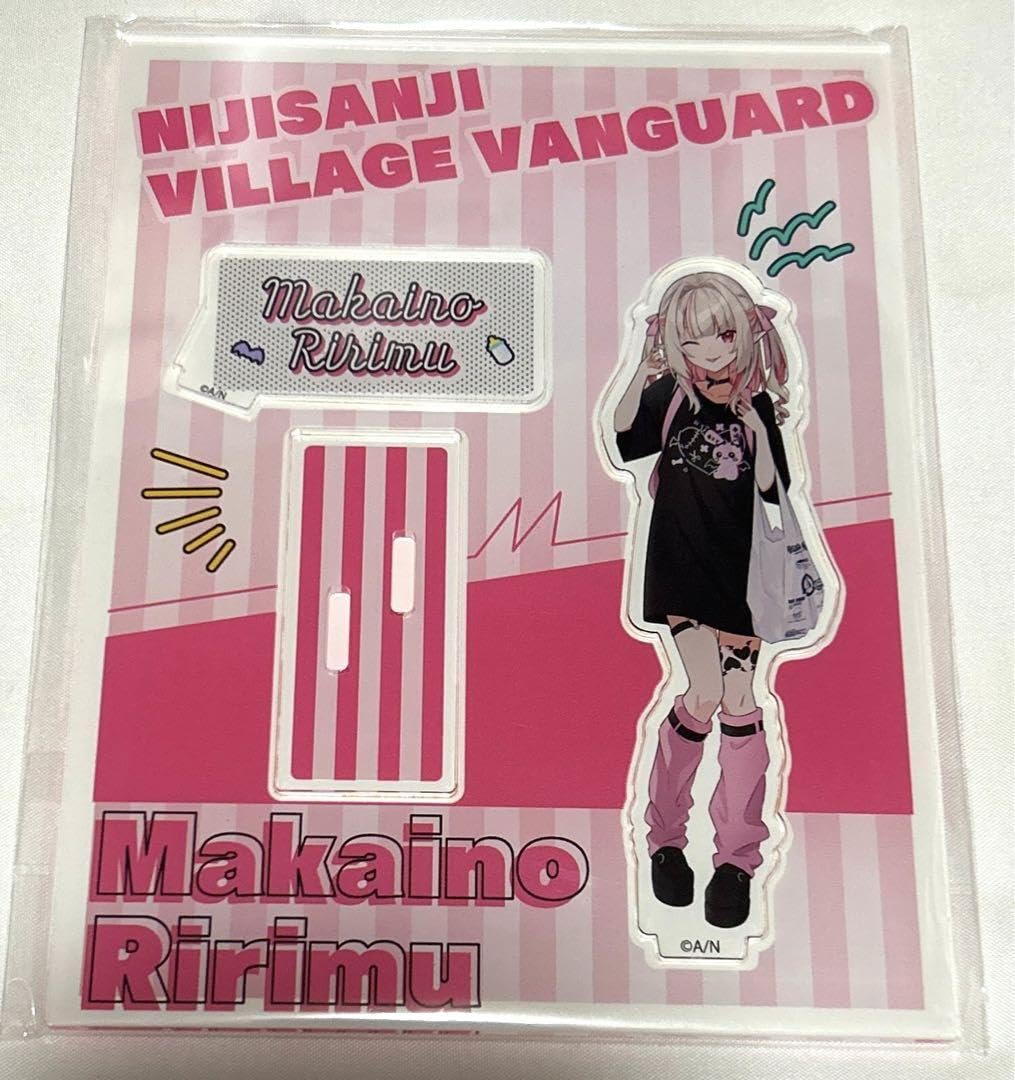 NIJISANJI
VILLAGE VANGUARD
Makaino
Ririmu
©A/N
Makaino
Ririmu
©A/N